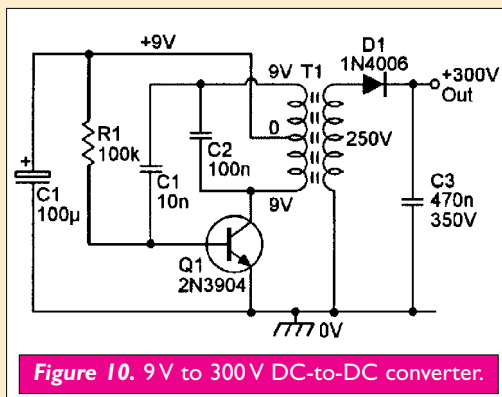 +9V
9V
T1
D1
1N4006
+300V
Out
R1
100k
0
250V
C2
100n
C1
10n
+
C1
100μ
9V
C3
470n
350V
Q1
2N3904
0V
Figure 10. 9V to 300V DC-to-DC converter.